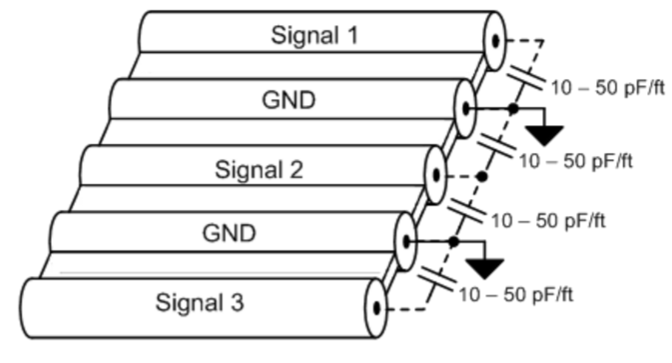 Signal 1
10 – 50 pF/ft
GND
10 – 50 pF/ft
Signal 2
10 – 50 pF/ft
GND
10 – 50 pF/ft
Signal 3